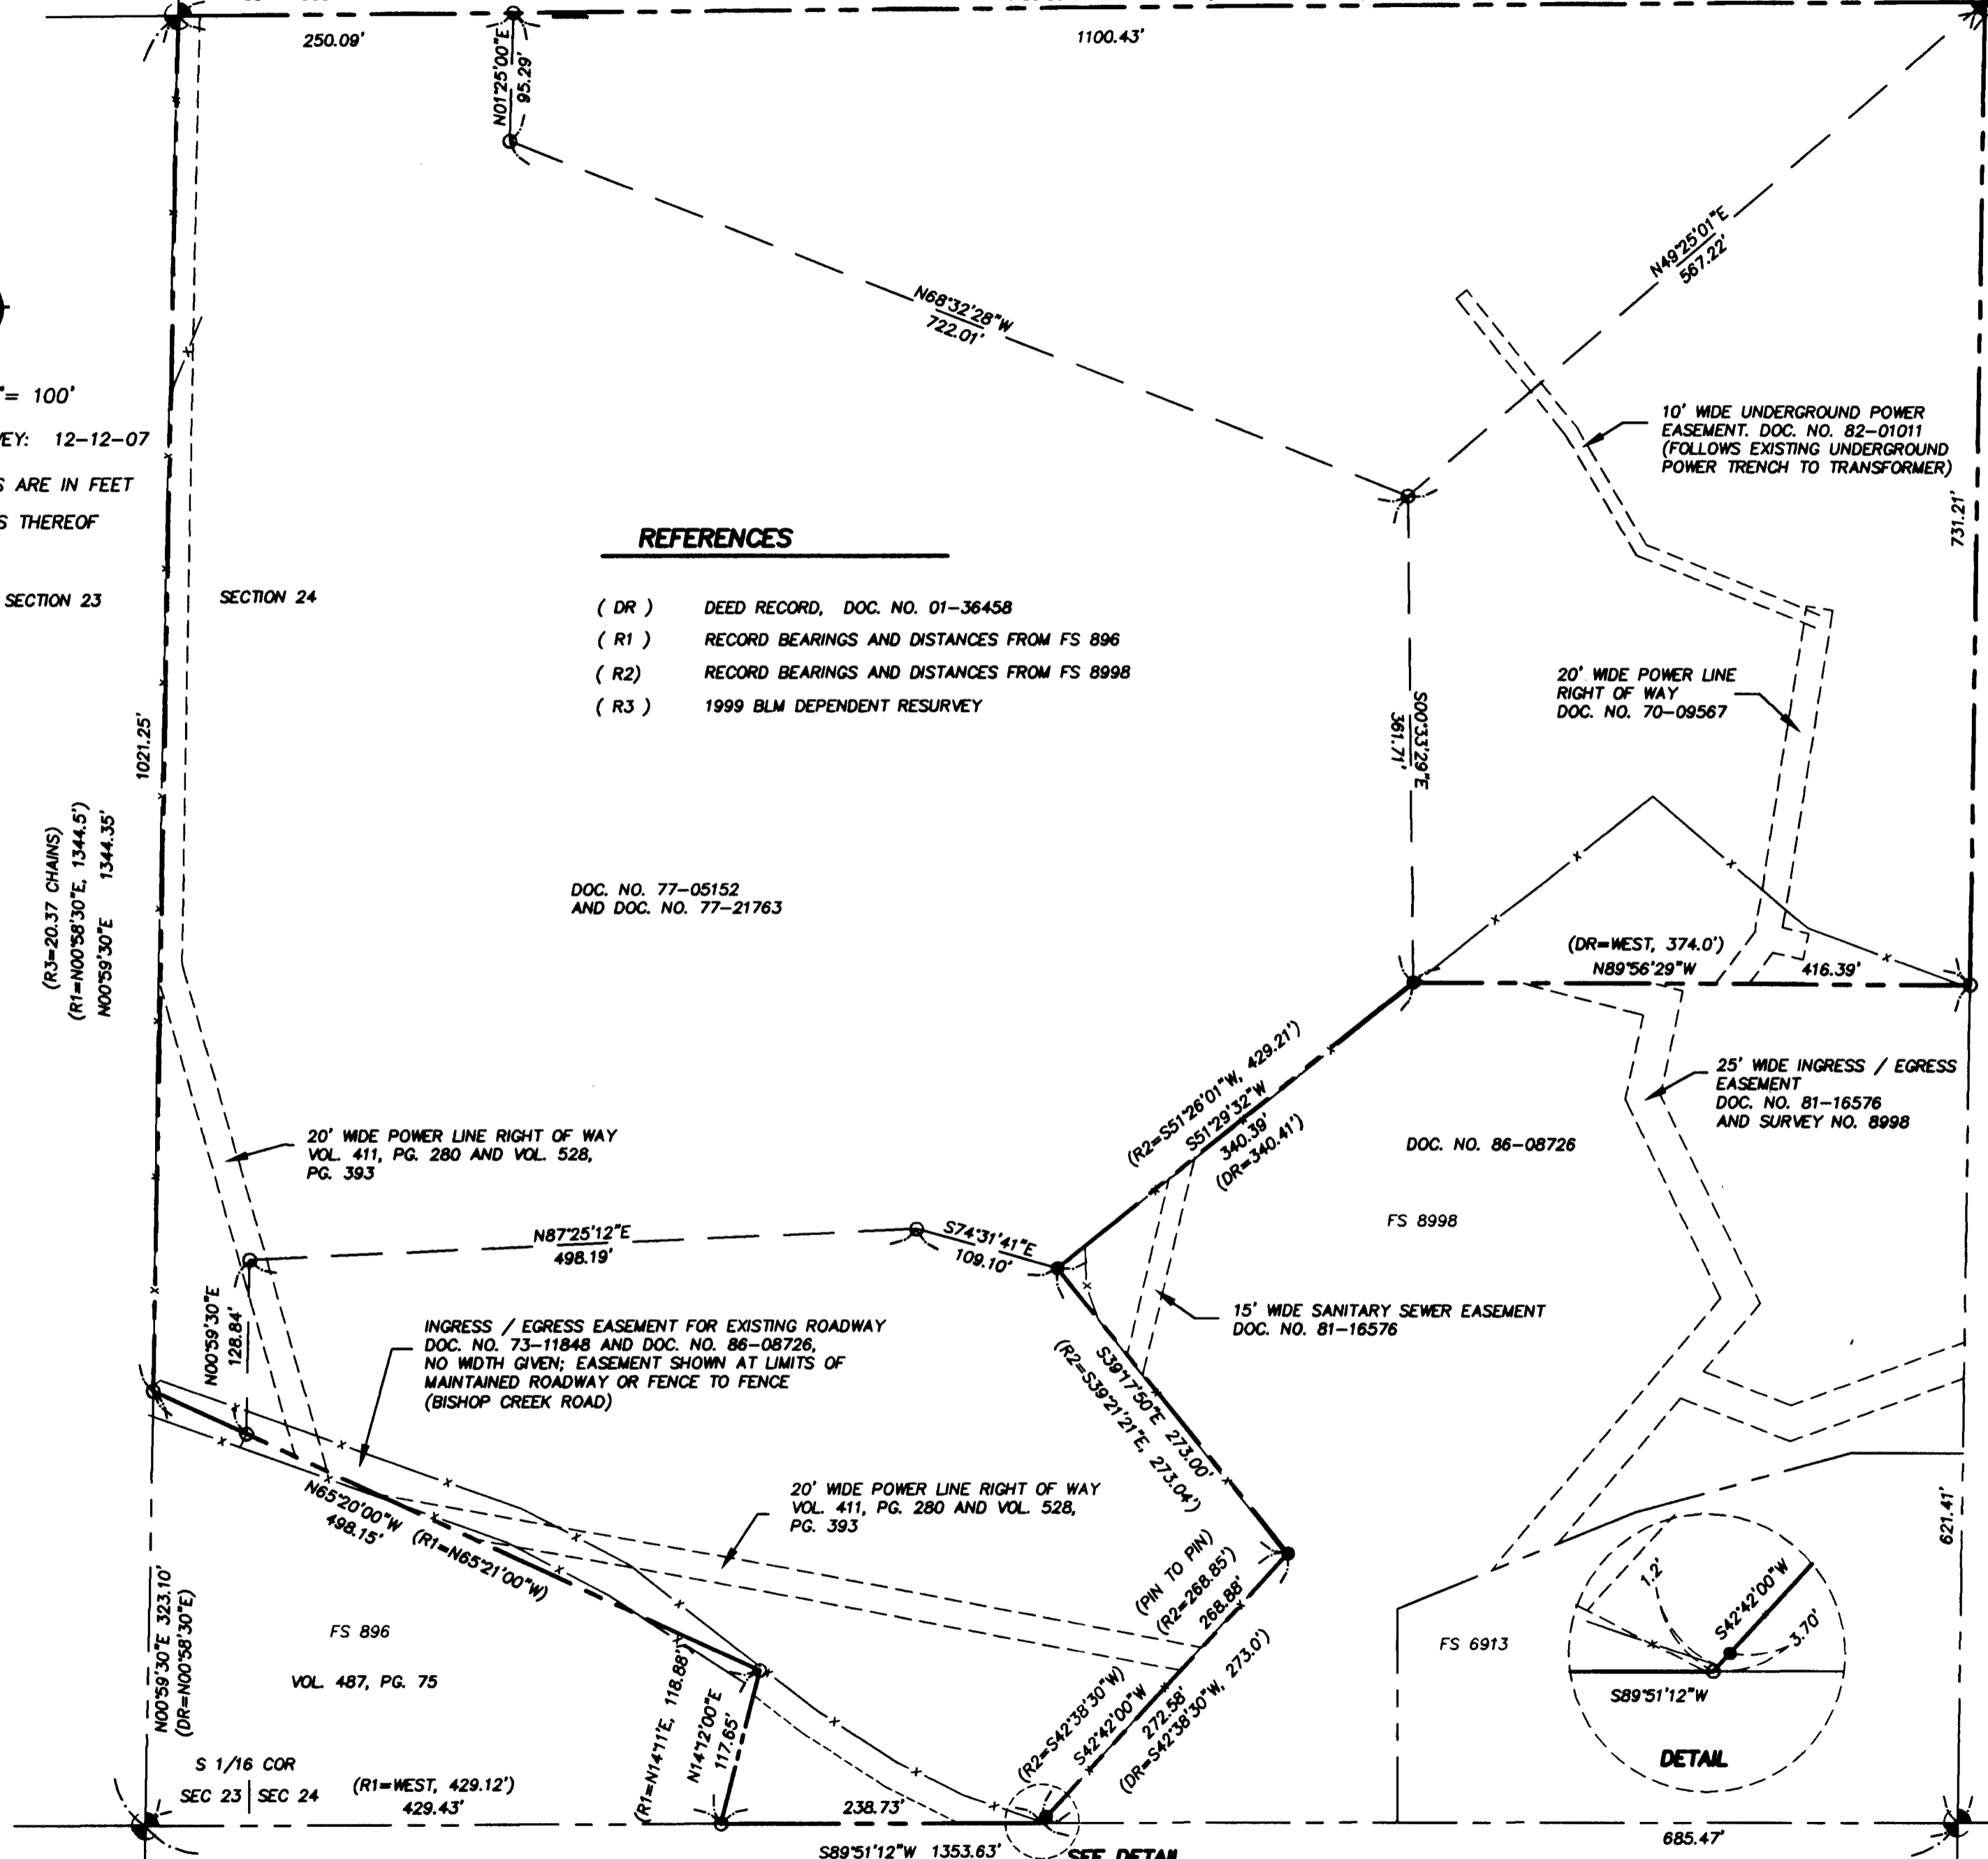 250.09'
1100.43'
N01°25'00"E
95.29'
N49°25'01"E
567.22'
N68°32'28"W
722.01'
"= 100'
VEY: 12-12-07
S ARE IN FEET
S THEREOF
10' WIDE UNDERGROUND POWER
EASEMENT. DOC. NO. 82-01011
(FOLLOWS EXISTING UNDERGROUND
POWER TRENCH TO TRANSFORMER)
731.21'
REFERENCES
SECTION 23
SECTION 24
( DR ) DEED RECORD, DOC. NO. 01-36458
( R1 ) RECORD BEARINGS AND DISTANCES FROM FS 896
( R2) RECORD BEARINGS AND DISTANCES FROM FS 8998
( R3 ) 1999 BLM DEPENDENT RESURVEY
S00°33'29"E
361.71'
20' WIDE POWER LINE
RIGHT OF WAY
DOC. NO. 70-09567
1021.25'
(R3=20.37 CHAINS)
(R1=N00°58'30"E, 1344.5')
N00°59'30"E 1344.35'
DOC. NO. 77-05152
AND DOC. NO. 77-21763
(DR=WEST, 374.0')
N89°56'29"W
416.39'
(R2=S51°26'01"W, 429.21')
S51°29'32"W
340.39'
(DR=340.41')
25' WIDE INGRESS / EGRESS
EASEMENT
DOC. NO. 81-16576
AND SURVEY NO. 8998
20' WIDE POWER LINE RIGHT OF WAY
VOL. 411, PG. 280 AND VOL. 528,
PG. 393
DOC. NO. 86-08726
FS 8998
N87°25'12"E
498.19'
S74°31'41"E
109.10'
N00°59'30"E
128.84'
INGRESS / EGRESS EASEMENT FOR EXISTING ROADWAY
DOC. NO. 73-11848 AND DOC. NO. 86-08726,
NO WIDTH GIVEN; EASEMENT SHOWN AT LIMITS OF
MAINTAINED ROADWAY OR FENCE TO FENCE
(BISHOP CREEK ROAD)
15' WIDE SANITARY SEWER EASEMENT
DOC. NO. 81-16576
S39°17'50"E 273.00'
(R2=S39°21'21"E, 273.04')
N65°20'00"W (R1=N65°21'00"W)
498.15'
20' WIDE POWER LINE RIGHT OF WAY
VOL. 411, PG. 280 AND VOL. 528,
PG. 393
(PIN TO PIN)
(R2=268.85')
268.88'
621.41'
N00°59'30"E 323.10'
(DR=N00°58'30"E)
FS 896
VOL. 487, PG. 75
(R1=N14°11'E, 118.88')
N14°12'00"E
117.65'
(R2=S42°38'30"W)
S42°42'00"W
272.58'
(DR=S42°38'30"W, 273.0')
FS 6913
1.2'
S42°42'00"W
3.70'
S89°51'12"W
DETAIL
S 1/16 COR
SEC 23 SEC 24
(R1=WEST, 429.12')
429.43'
238.73'
S89°51'12"W 1353.63'
SEE DETAIL
685.47'